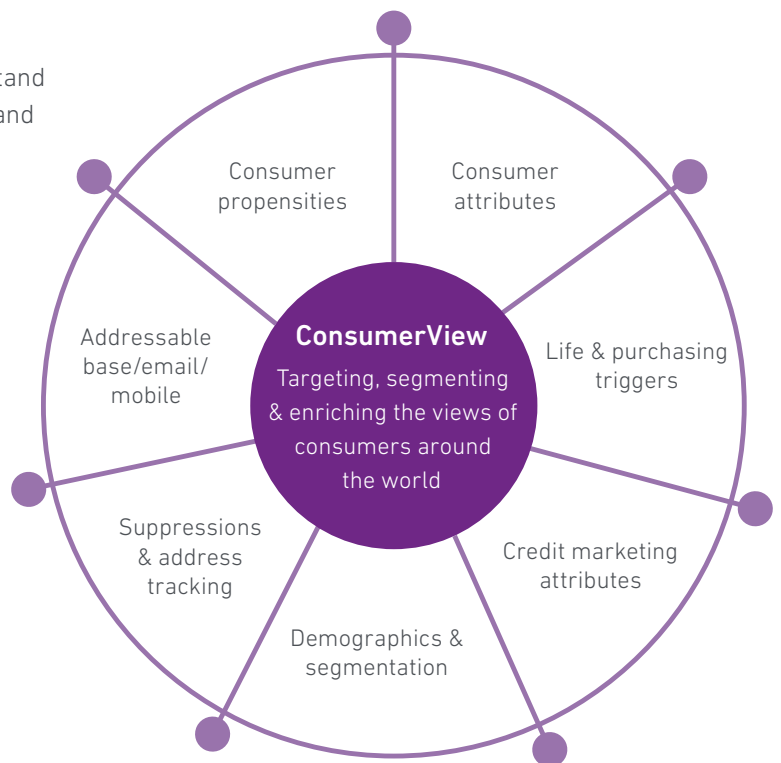 and
Consumer
propensities
Consumer
attributes
Addressable
base/email/
mobile
ConsumerView
Targeting, segmenting
& enriching the views of
consumers around
the world
Life & purchasing
triggers
Suppressions
& address
tracking
Credit marketing
attributes
Demographics &
segmentation